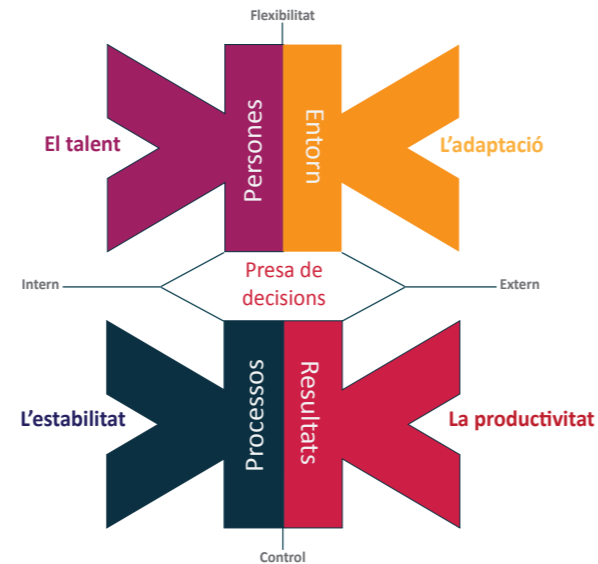 Flexibilitat
El talent
Persones
Entorn
L'adaptació
Intern
Presa de
decisions
Extern
L'estabilitat
Processos
Resultats
La productivitat
Control